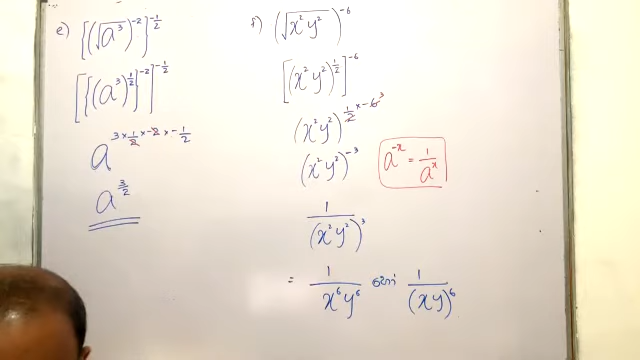 e) {(√a³)⁻²}^-1/2
[{(a³)^1/2}⁻²]^-1/2
a^3×1/2×-2×-1/2
a^3/2
f) (√x²y²)⁻⁶
[(x²y²)^1/2]⁻⁶
(x²y²)^1/2×-6 3
(x²y²)⁻³
a⁻ˣ = 1/aˣ
1/(x²y²)³
= 1/x⁶y⁶ හෝ 1/(xy)⁶